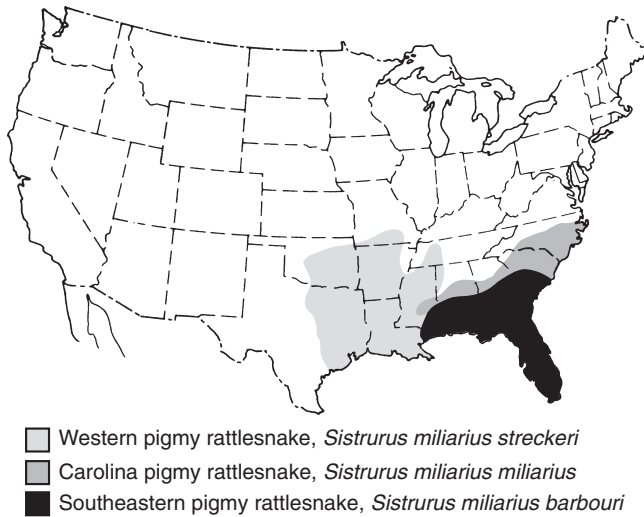 Western pigmy rattlesnake, Sistrurus miliarius streckeri
Carolina pigmy rattlesnake, Sistrurus miliarius miliarius
Southeastern pigmy rattlesnake, Sistrurus miliarius barbouri